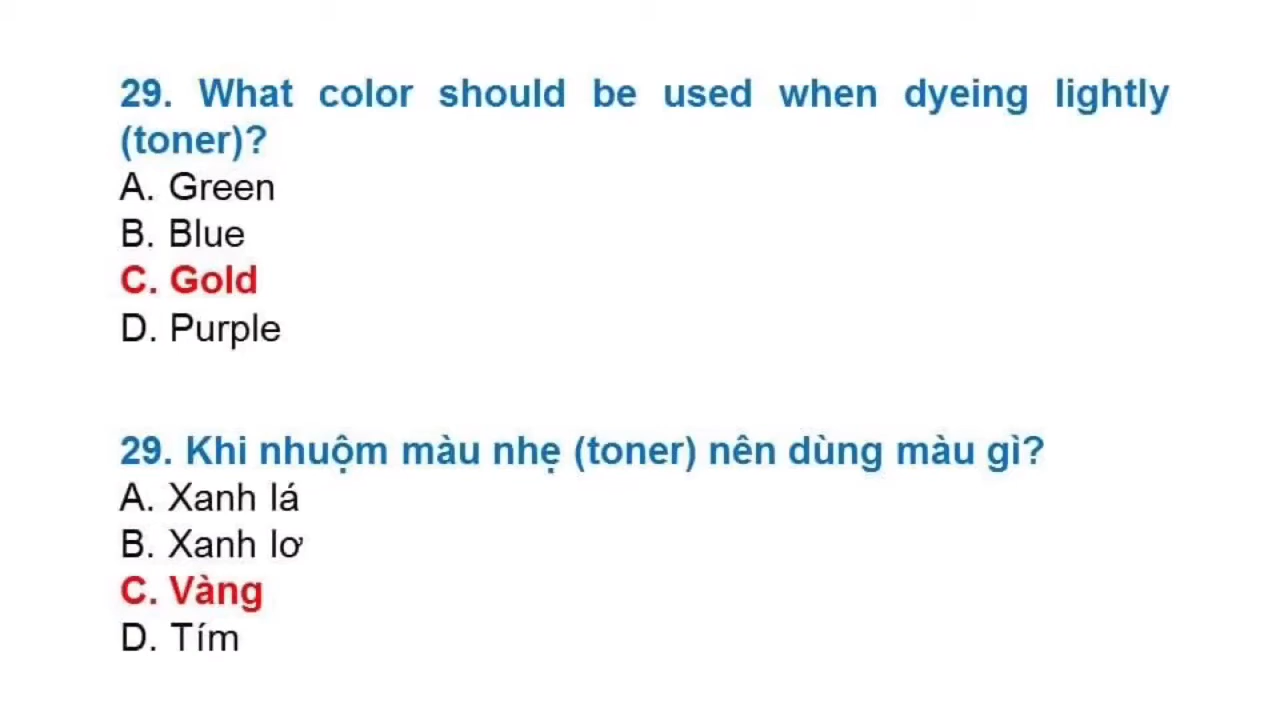 29. What color should be used when dyeing lightly
(toner)?
A. Green
B. Blue
C. Gold
D. Purple
29. Khi nhuộm màu nhẹ (toner) nên dùng màu gì?
A. Xanh lá
B. Xanh lơ
C. Vàng
D. Tím